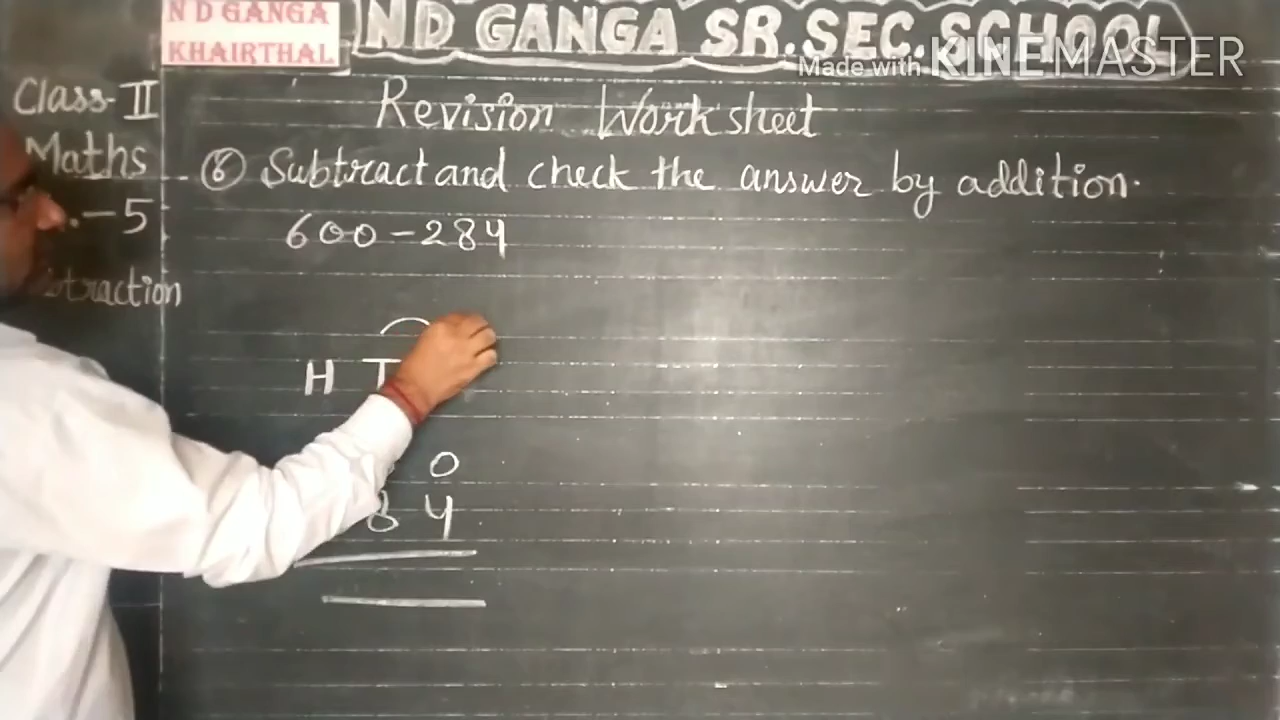 N D GANGA
KHAIRTHAL
ND GANGA SR.SEC.SCHOOL
Made with KINEMASTER
Class-II
Maths
Revision Worksheet
⑥ Subtract and check the answer by addition.
.-5
600-284
btraction
H T
0
8 4